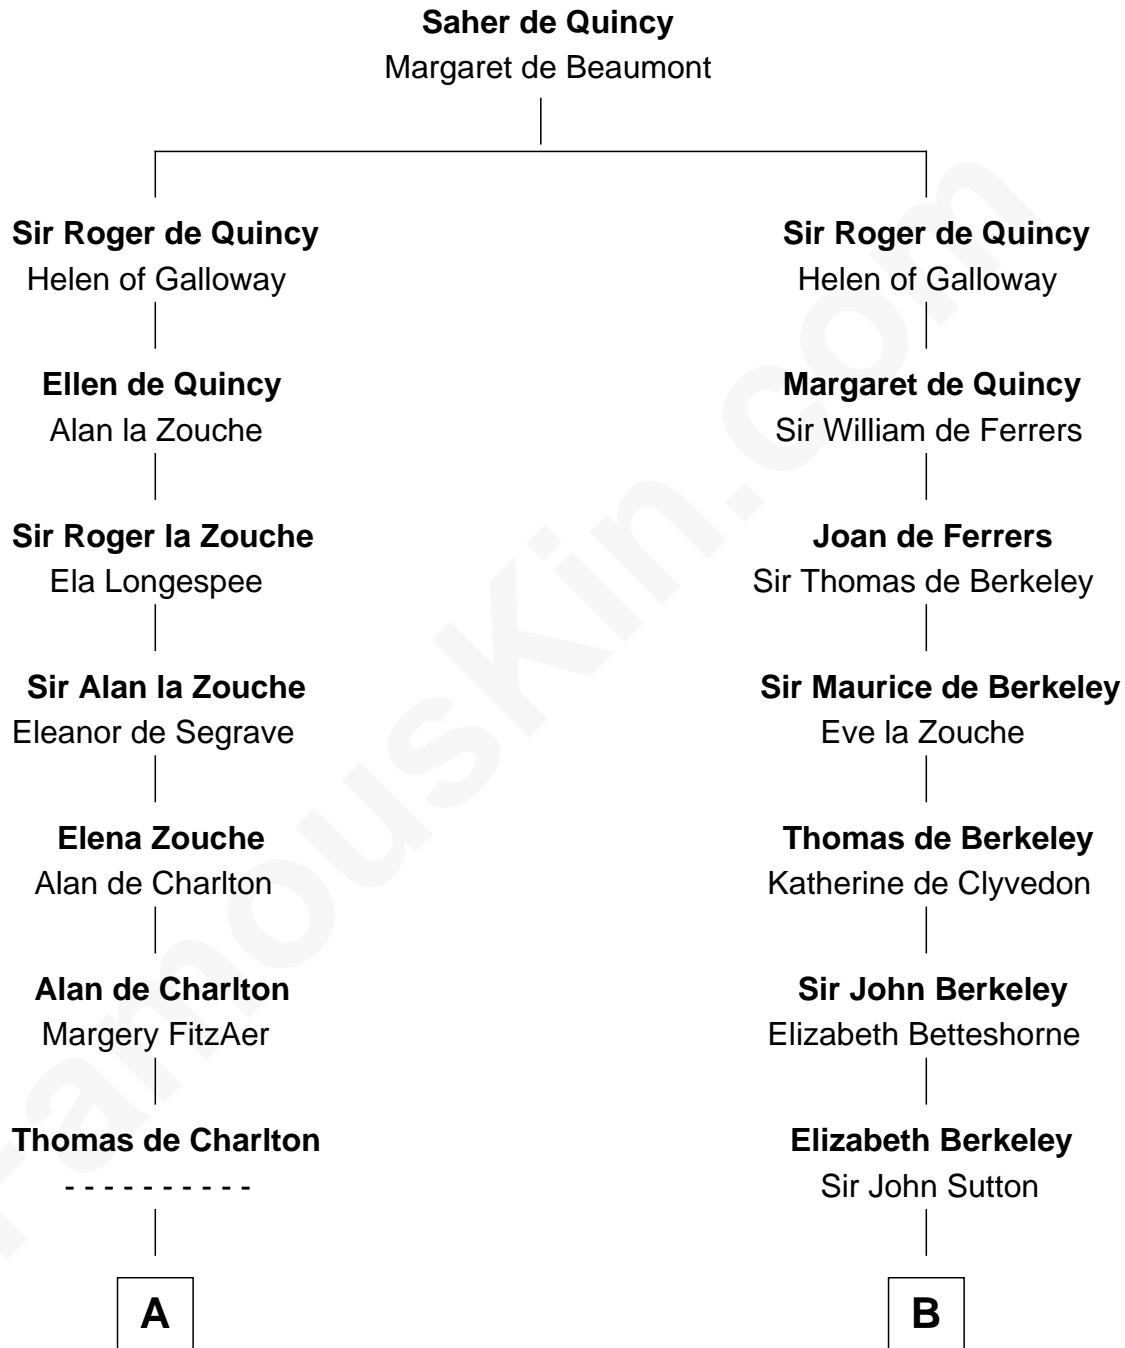 Saher de Quincy
Margaret de Beaumont
Sir Roger de Quincy
Helen of Galloway
Sir Roger de Quincy
Helen of Galloway
Ellen de Quincy
Alan la Zouche
Margaret de Quincy
Sir William de Ferrers
Sir Roger la Zouche
Ela Longespee
Joan de Ferrers
Sir Thomas de Berkeley
Sir Alan la Zouche
Eleanor de Segrave
Sir Maurice de Berkeley
Eve la Zouche
Elena Zouche
Alan de Charlton
Thomas de Berkeley
Katherine de Clyvedon
Alan de Charlton
Margery FitzAer
Sir John Berkeley
Elizabeth Betteshorne
Thomas de Charlton
- - - - - - - - - -
Elizabeth Berkeley
Sir John Sutton
A
B
FamousKin.com